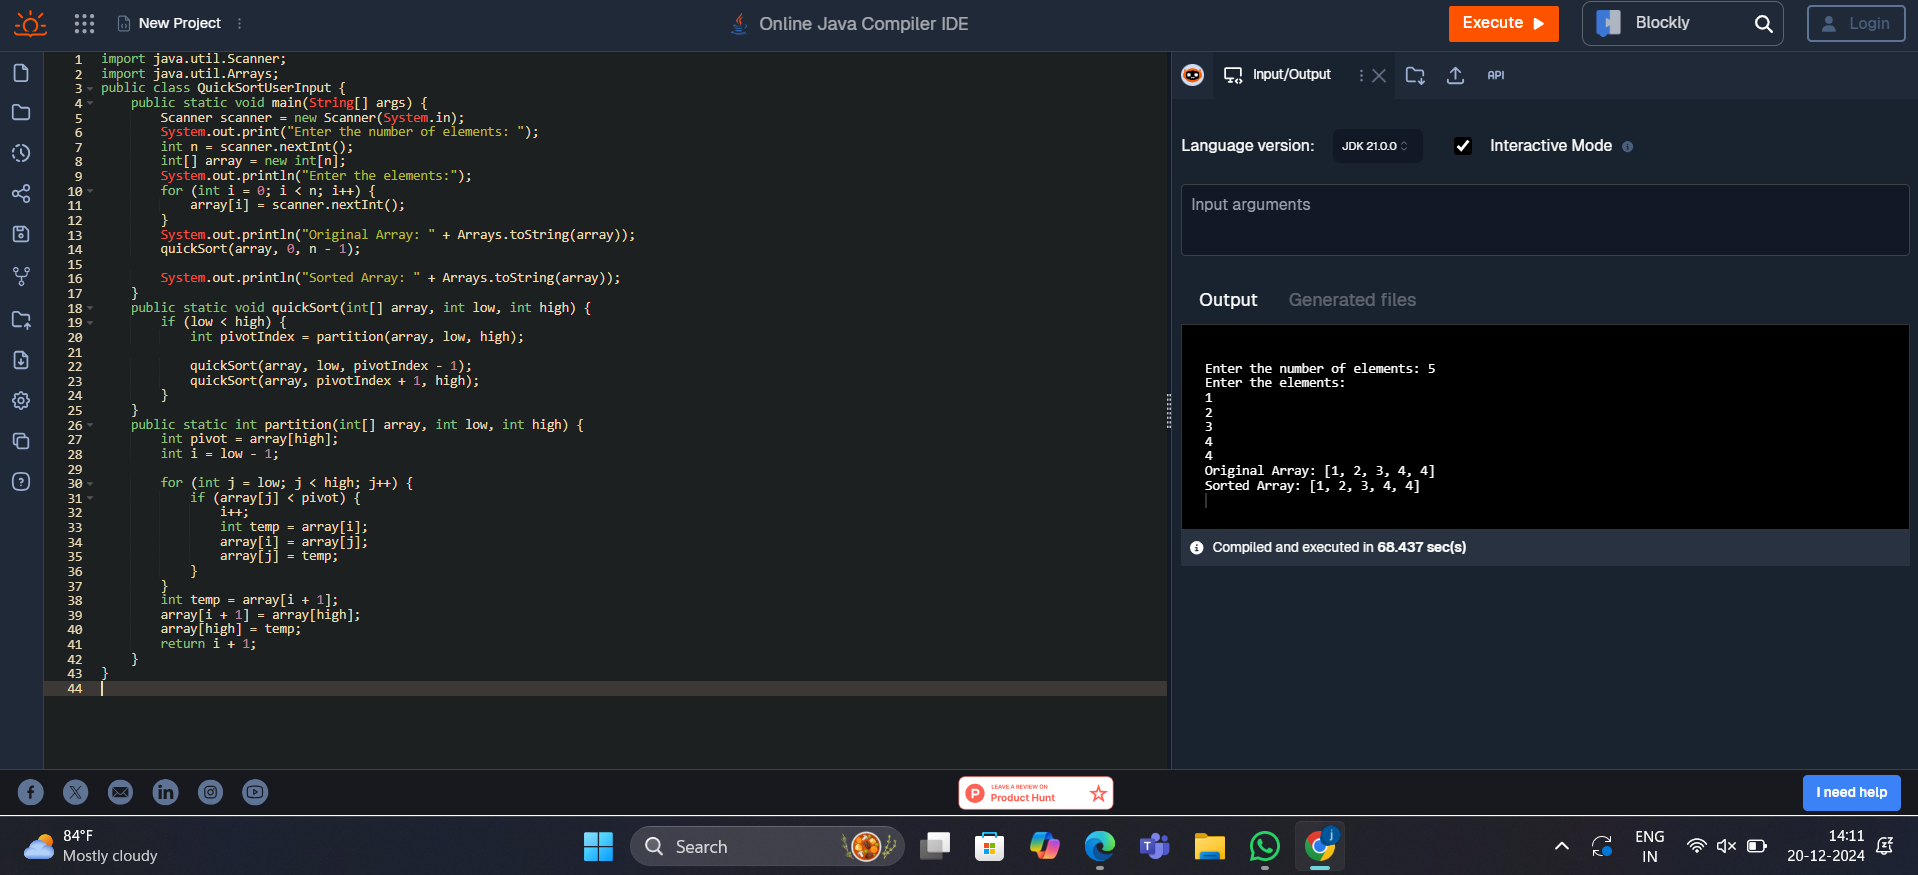 New Project
Online Java Compiler IDE
Execute
Blockly
Login
1 import java.util.Scanner;
2 import java.util.Arrays;
3 public class QuickSortUserInput {
4     public static void main(String[] args) {
5         Scanner scanner = new Scanner(System.in);
6         System.out.print("Enter the number of elements: ");
7         int n = scanner.nextInt();
8         int[] array = new int[n];
9         System.out.println("Enter the elements:");
10         for (int i = 0; i < n; i++) {
11             array[i] = scanner.nextInt();
12         }
13         System.out.println("Original Array: " + Arrays.toString(array));
14         quickSort(array, 0, n - 1);
15
16         System.out.println("Sorted Array: " + Arrays.toString(array));
17     }
18     public static void quickSort(int[] array, int low, int high) {
19         if (low < high) {
20             int pivotIndex = partition(array, low, high);
21
22             quickSort(array, low, pivotIndex - 1);
23             quickSort(array, pivotIndex + 1, high);
24         }
25     }
26     public static int partition(int[] array, int low, int high) {
27         int pivot = array[high];
28         int i = low - 1;
29
30         for (int j = low; j < high; j++) {
31             if (array[j] < pivot) {
32                 i++;
33                 int temp = array[i];
34                 array[i] = array[j];
35                 array[j] = temp;
36             }
37         }
38         int temp = array[i + 1];
39         array[i + 1] = array[high];
40         array[high] = temp;
41         return i + 1;
42     }
43 }
44
Input/Output
API
Language version:
JDK 21.0.0
Interactive Mode
Input arguments
Output
Generated files
Enter the number of elements: 5
Enter the elements:
1
2
3
4
4
Original Array: [1, 2, 3, 4, 4]
Sorted Array: [1, 2, 3, 4, 4]
Compiled and executed in 68.437 sec(s)
LEAVE A REVIEW ON
Product Hunt
I need help
84°F
Mostly cloudy
Search
ENG
IN
14:11
20-12-2024